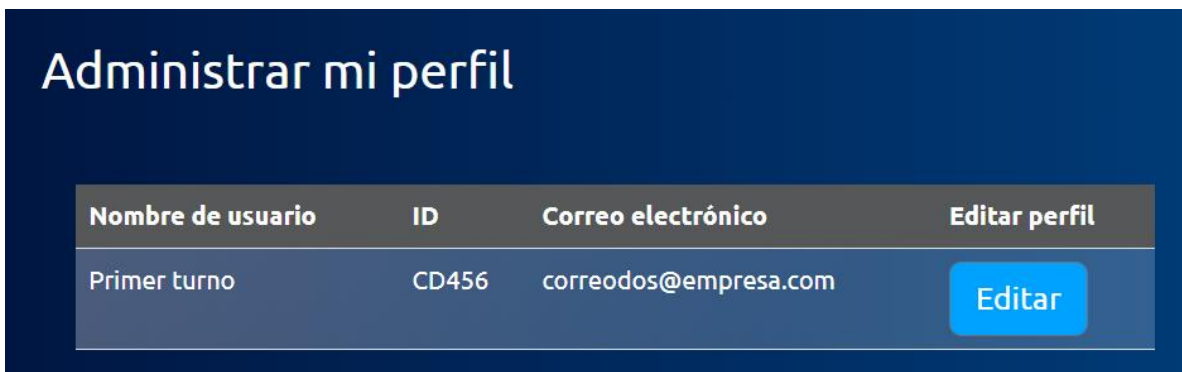 Administrar mi perfil
Nombre de usuario ID Correo electrónico Editar perfil
Primer turno CD456 correodos@empresa.com Editar